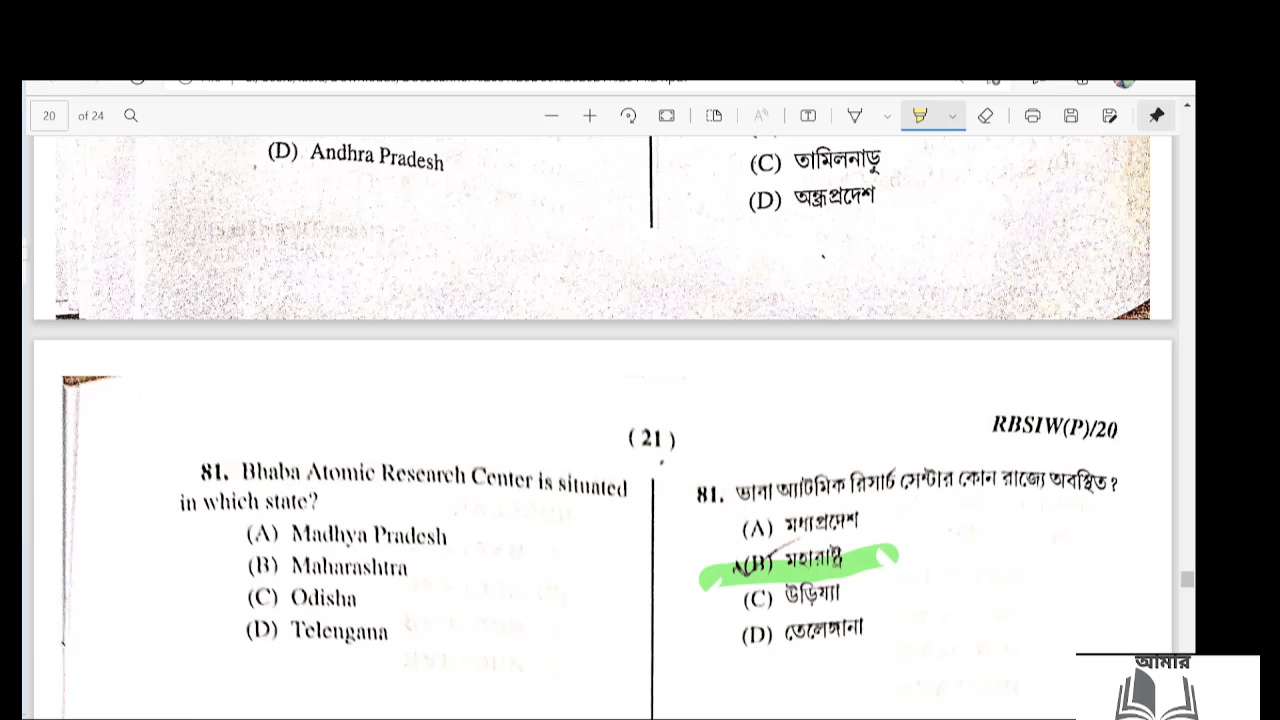 20 of 24
(D) Andhra Pradesh
(C) তামিলনাড়ু
(D) অন্ধ্রপ্রদেশ
RBSIW(P)/20
( 21 )
81. Bhaba Atomic Research Center is situated
in which state?
(A) Madhya Pradesh
(B) Maharashtra
(C) Odisha
(D) Telengana
81. ভাবা অ্যাটমিক রিসার্চ সেন্টার কোন রাজ্যে অবস্থিত?
(A) মধ্যপ্রদেশ
(B) মহারাষ্ট্র
(C) উড়িষ্যা
(D) তেলেঙ্গানা
আমার